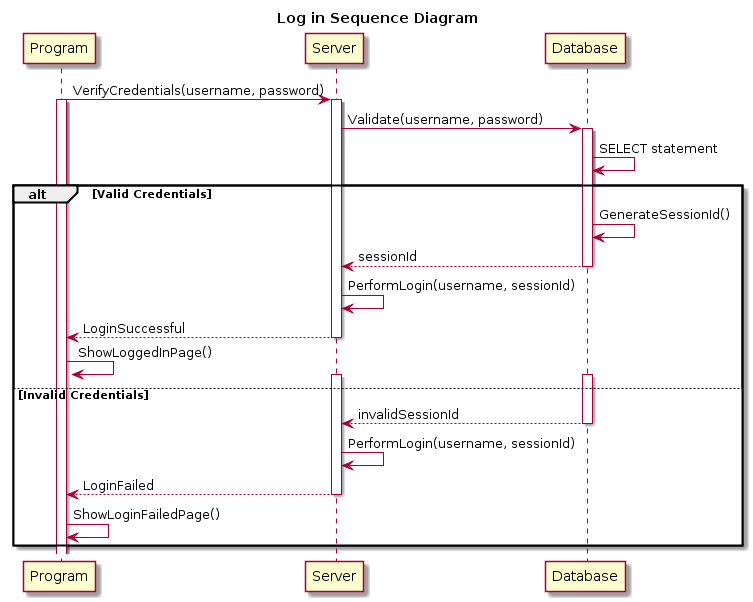 Log in Sequence Diagram
Program
Server
Database
VerifyCredentials(username, password)
Validate(username, password)
SELECT statement
alt
[Valid Credentials]
GenerateSessionId()
sessionId
PerformLogin(username, sessionId)
LoginSuccessful
ShowLoggedInPage()
[Invalid Credentials]
invalidSessionId
PerformLogin(username, sessionId)
LoginFailed
ShowLoginFailedPage()
Program
Server
Database